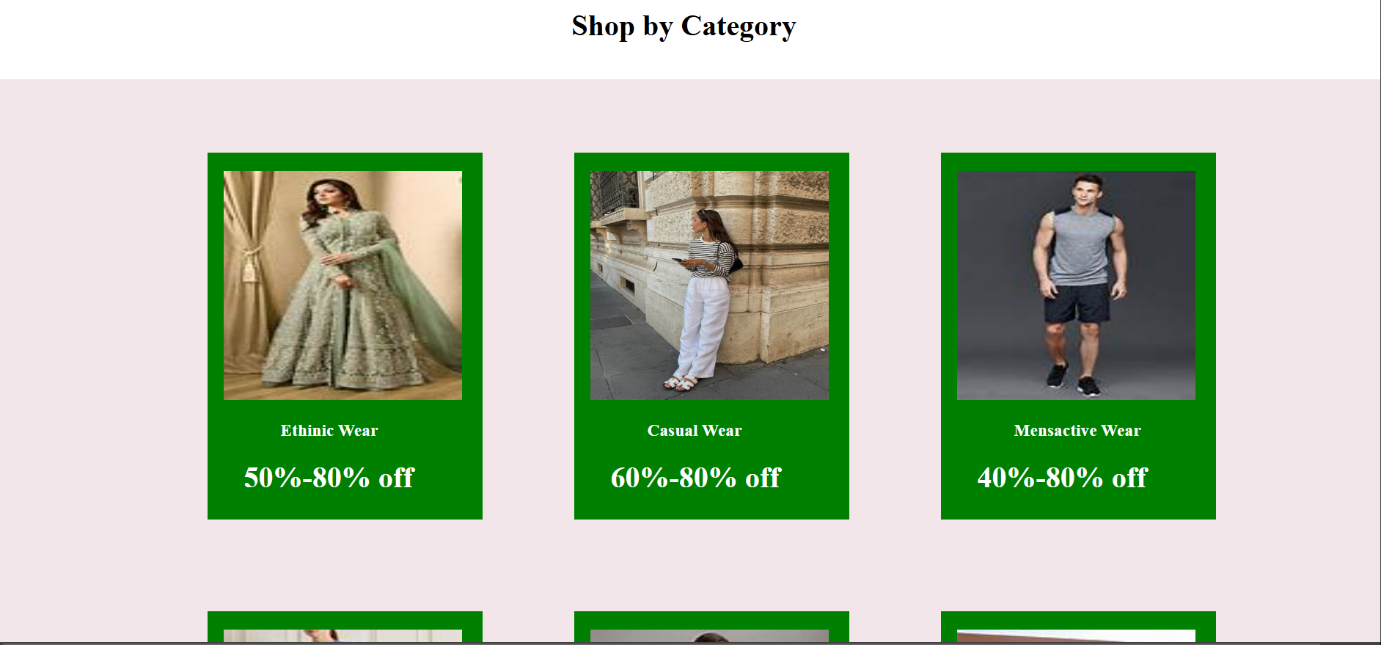 Shop by Category
Ethinic Wear
50%-80% off
Casual Wear
60%-80% off
Mensactive Wear
40%-80% off